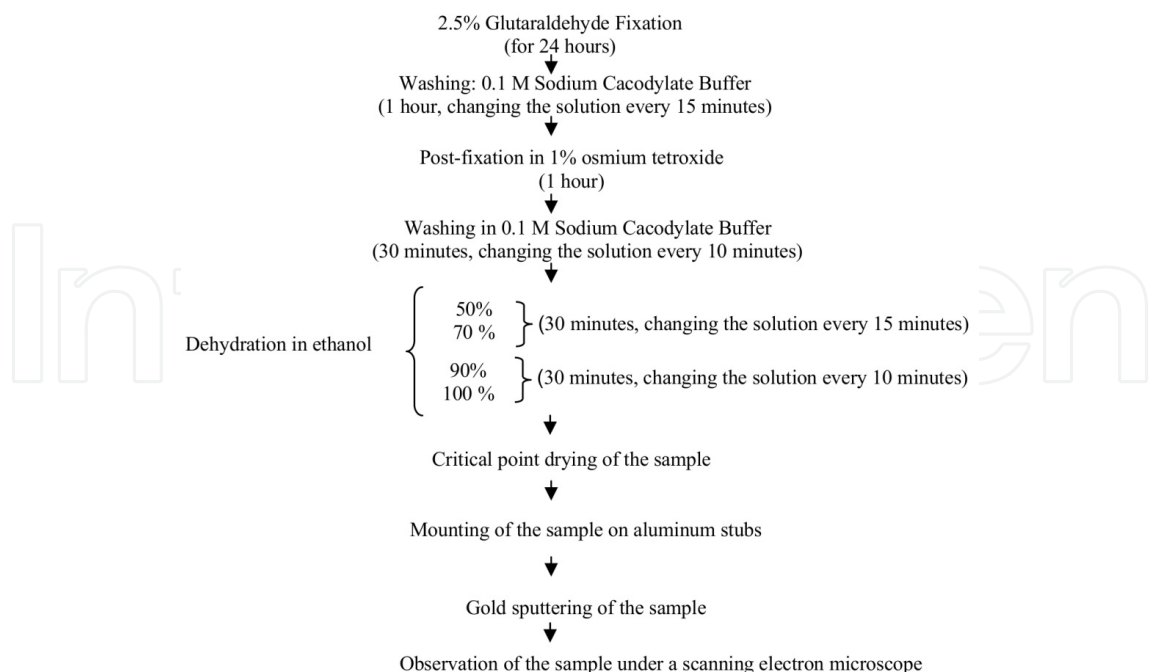 2.5% Glutaraldehyde Fixation
(for 24 hours)
Washing: 0.1 M Sodium Cacodylate Buffer
(1 hour, changing the solution every 15 minutes)
Post-fixation in 1% osmium tetroxide
(1 hour)
Washing in 0.1 M Sodium Cacodylate Buffer
(30 minutes, changing the solution every 10 minutes)
Dehydration in ethanol
50%
70 %
(30 minutes, changing the solution every 15 minutes)
90%
100 %
(30 minutes, changing the solution every 10 minutes)
Critical point drying of the sample
Mounting of the sample on aluminum stubs
Gold sputtering of the sample
Observation of the sample under a scanning electron microscope